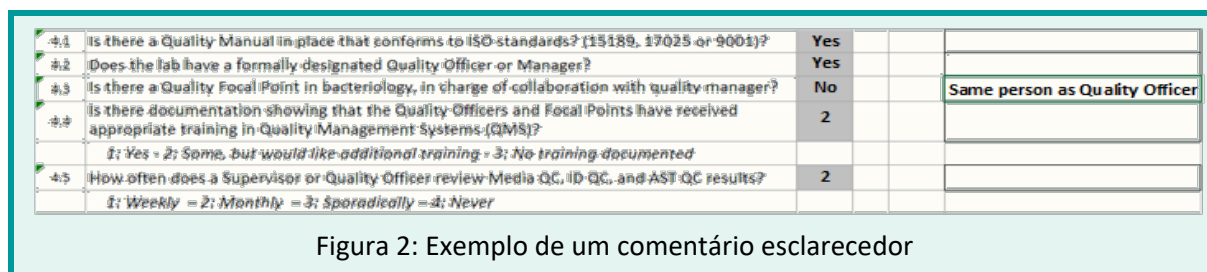 4.1 Is there a Quality Manual in place that conforms to ISO standards? (15189, 17025 or 9001)? Yes
4.2 Does the lab have a formally designated Quality Officer or Manager? Yes
4.3 Is there a Quality Focal Point in bacteriology, in charge of collaboration with quality manager? No Same person as Quality Officer
4.4 Is there documentation showing that the Quality Officers and Focal Points have received 2
appropriate training in Quality Management Systems (QMS)?
1: Yes - 2: Some, but would like additional training - 3: No training documented
4.5 How often does a Supervisor or Quality Officer review Media QC, ID QC, and AST QC results? 2
1: Weekly - 2: Monthly - 3: Sporadically - 4: Never
Figura 2: Exemplo de um comentário esclarecedor